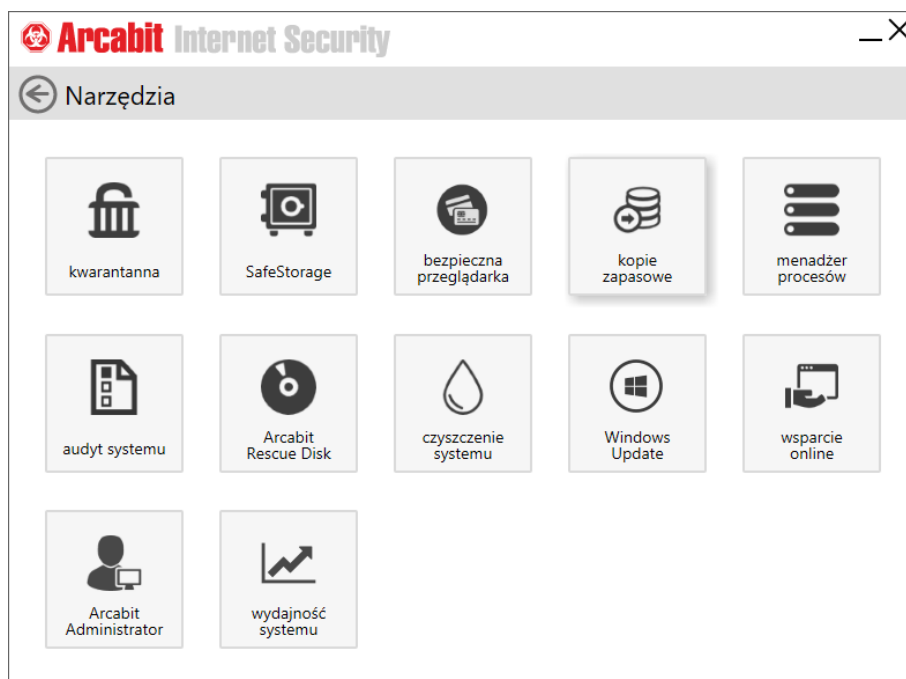 Arcabit Internet Security
Narzędzia
kwarantanna
SafeStorage
bezpieczna
przeglądarka
kopie
zapasowe
menadżer
procesów
audyt systemu
Arcabit
Rescue Disk
czyszczenie
systemu
Windows
Update
wsparcie
online
Arcabit
Administrator
wydajność
systemu